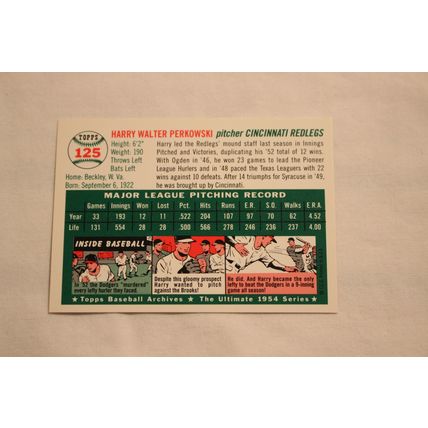 TOPPS
125
HARRY WALTER PERKOWSKI pitcher CINCINNATI REDLEGS
Height: 6'2"
Weight: 190
Throws Left
Bats Left
Home: Beckley, W. Va.
Born: September 6, 1922
Harry led the Redlegs' mound staff last season in Innings
Pitched and Victories, duplicating his '52 total of 12 wins.
With Ogden in '46, he won 23 games to lead the Pioneer
League Hurlers and in '48 he paced the Texas Leaguers with 22
wins against 10 defeats. After 14 triumphs for Syracuse in '49,
he was brought up by Cincinnati.
MAJOR LEAGUE PITCHING RECORD
Games Innings Won Lost Pct. Hits Runs E.R. S.O. Walks E.R.A.
Year 33 193 12 11 .522 204 107 97 70 62 4.52
Life 131 554 28 28 .500 566 278 246 236 237 4.00
INSIDE BASEBALL
In '52 the Dodgers "murdered"
every lefty hurler they faced.
Despite this gloomy prospect
Harry wanted to pitch
against the Brooks!
He did. And Harry became the only
lefty to beat the Dodgers in a 9-inning
game all season!
★ Topps Baseball Archives ★ The Ultimate 1954 Series ★